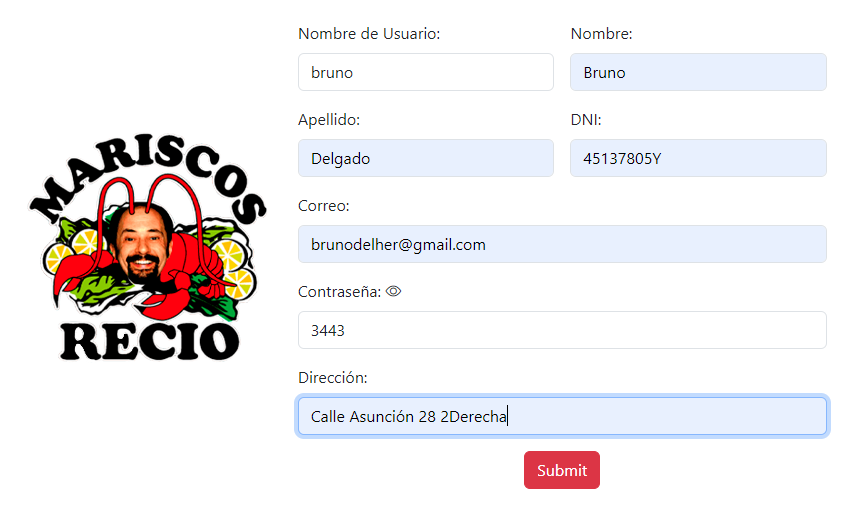 MARISCOS
RECIO
Nombre de Usuario:
bruno
Nombre:
Bruno
Apellido:
Delgado
DNI:
45137805Y
Correo:
brunodelher@gmail.com
Contraseña:
3443
Dirección:
Calle Asunción 28 2Derecha
Submit